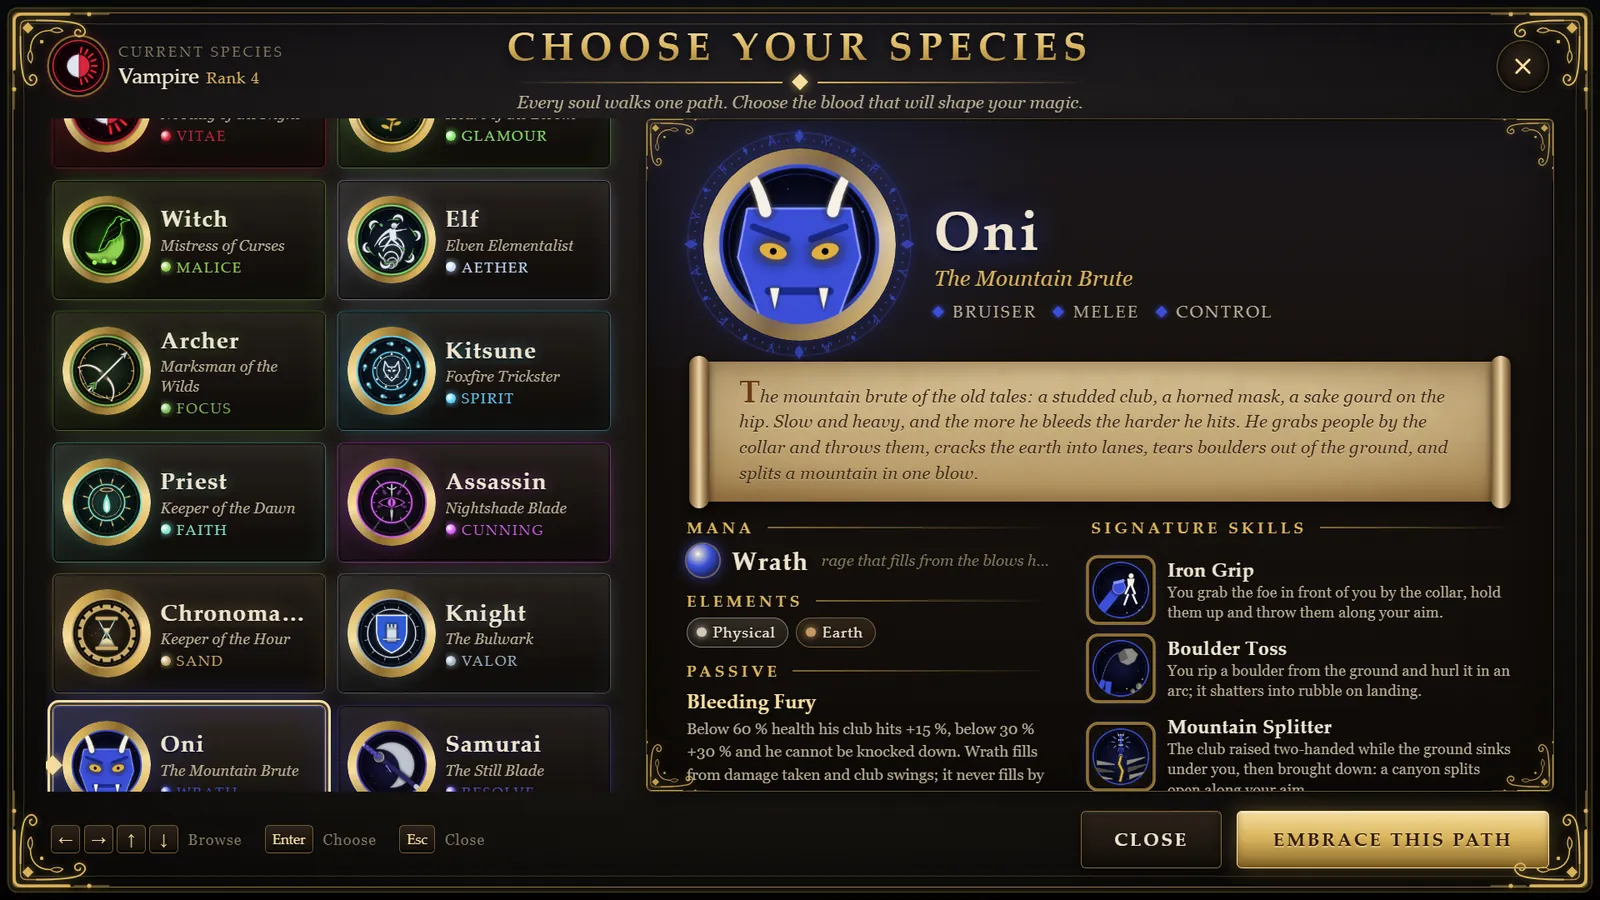 CURRENT SPECIES
Vampire Rank 4
CHOOSE YOUR SPECIES
Every soul walks one path. Choose the blood that will shape your magic.
VITAE
GLAMOUR
Witch
Mistress of Curses
MALICE
Elf
Elven Elementalist
AETHER
Archer
Marksman of the
Wilds
FOCUS
Kitsune
Foxfire Trickster
SPIRIT
Priest
Keeper of the Dawn
FAITH
Assassin
Nightshade Blade
CUNNING
Chronoma...
Keeper of the Hour
SAND
Knight
The Bulwark
VALOR
Oni
The Mountain Brute
WRATH
Samurai
The Still Blade
RESOLVE
Oni
The Mountain Brute
BRUISER MELEE CONTROL
The mountain brute of the old tales: a studded club, a horned mask, a sake gourd on the
hip. Slow and heavy, and the more he bleeds the harder he hits. He grabs people by the
collar and throws them, cracks the earth into lanes, tears boulders out of the ground, and
splits a mountain in one blow.
MANA
Wrath rage that fills from the blows h...
ELEMENTS
Physical Earth
PASSIVE
Bleeding Fury
Below 60 % health his club hits +15 %, below 30 %
+30 % and he cannot be knocked down. Wrath fills
from damage taken and club swings; it never fills by
SIGNATURE SKILLS
Iron Grip
You grab the foe in front of you by the collar, hold
them up and throw them along your aim.
Boulder Toss
You rip a boulder from the ground and hurl it in an
arc; it shatters into rubble on landing.
Mountain Splitter
The club raised two-handed while the ground sinks
under you, then brought down: a canyon splits
open along your aim.
← → ↑ ↓ Browse Enter Choose Esc Close
CLOSE
EMBRACE THIS PATH